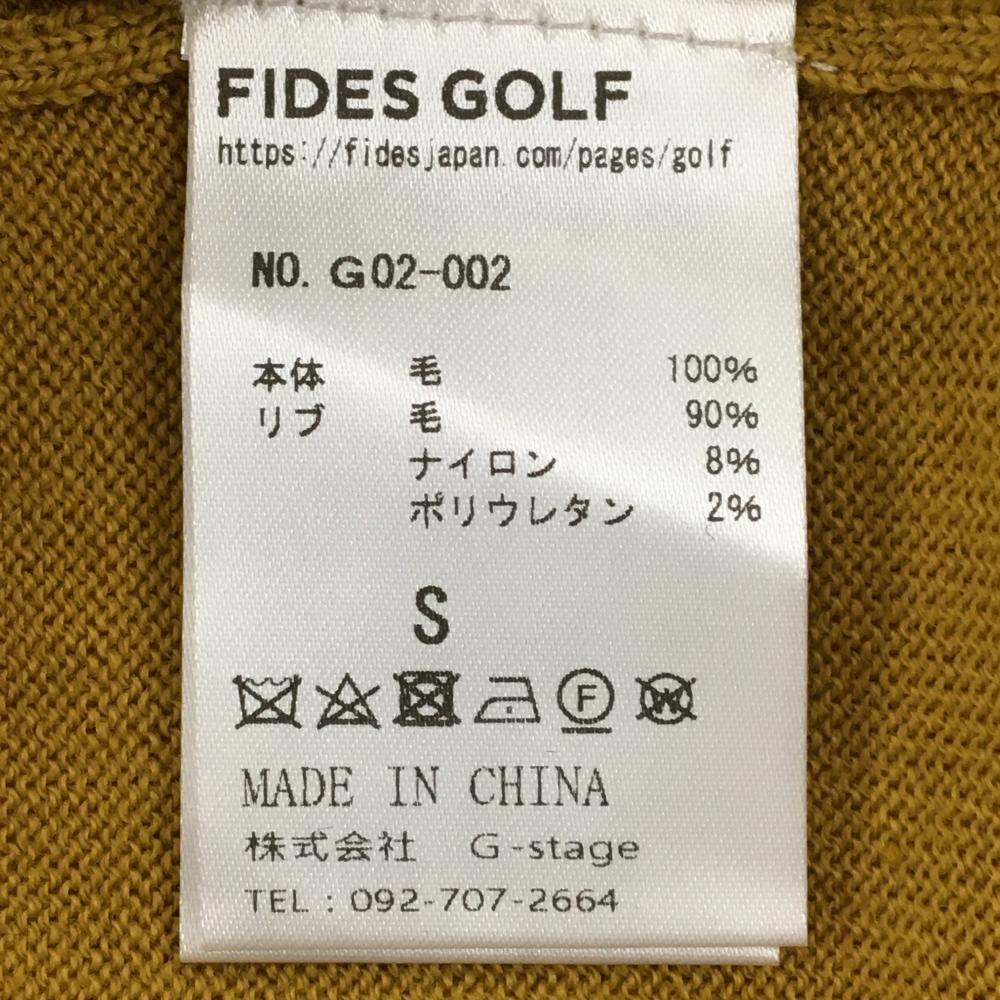 FIDES GOLF
https://fidesjapan.com/pages/golf
NO. G02-002
本体 毛 100%
リブ 毛 90%
ナイロン 8%
ポリウレタン 2%
S
F W
MADE IN CHINA
株式会社 G-stage
TEL : 092-707-2664